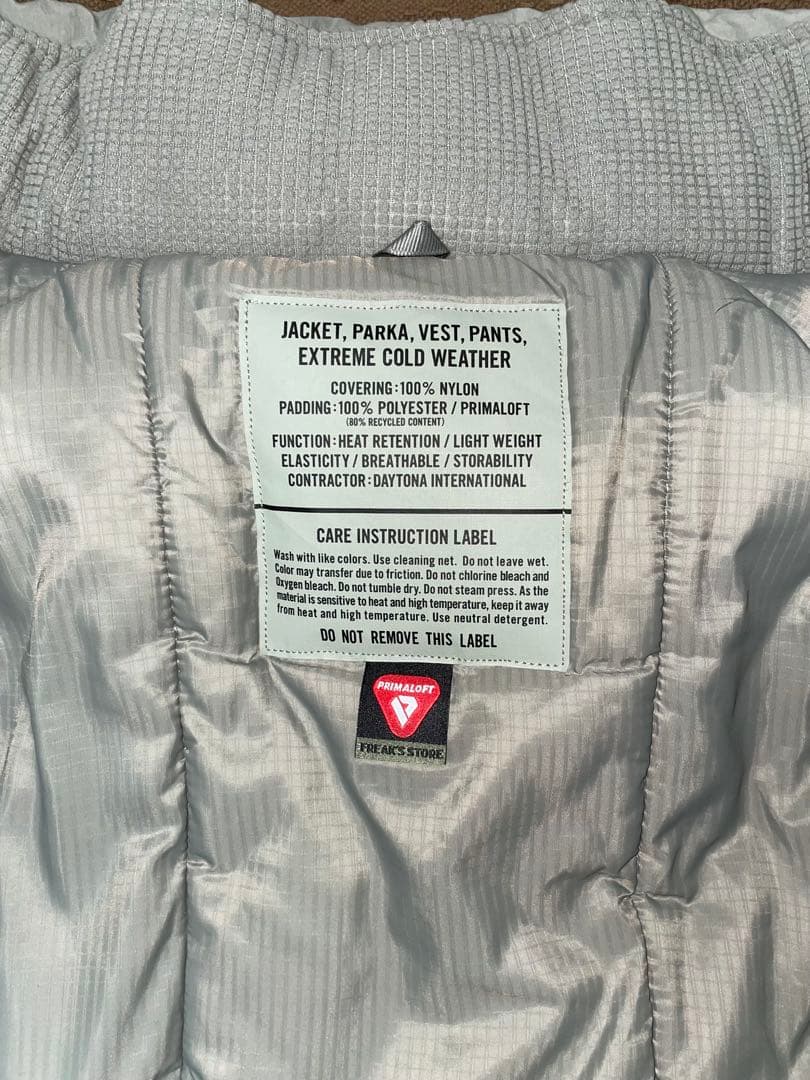 JACKET, PARKA, VEST, PANTS,
EXTREME COLD WEATHER
COVERING:100% NYLON
PADDING:100% POLYESTER / PRIMALOFT
(80% RECYCLED CONTENT)
FUNCTION:HEAT RETENTION / LIGHT WEIGHT
ELASTICITY / BREATHABLE / STORABILITY
CONTRACTOR:DAYTONA INTERNATIONAL
CARE INSTRUCTION LABEL
Wash with like colors. Use cleaning net. Do not leave wet.
Color may transfer due to friction. Do not chlorine bleach and
Oxygen bleach. Do not tumble dry. Do not steam press. As the
material is sensitive to heat and high temperature, keep it away
from heat and high temperature. Use neutral detergent.
DO NOT REMOVE THIS LABEL
PRIMALOFT
FREAK'S STORE